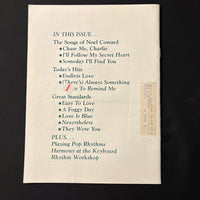 IN THIS ISSUE . . .
The Songs of Noel Coward
Chase Me, Charlie
I'll Follow My Secret Heart
Someday I'll Find You
Today's Hits
Endless Love
(There's) Always Something
to Remind Me
Great Standards
Easy To Love
A Foggy Day
Love Is Blue
Nevertheless
They Were You
PLUS...
Playing Pop Rhythms
Harmony at the Keyboard
Rhythm Workshop